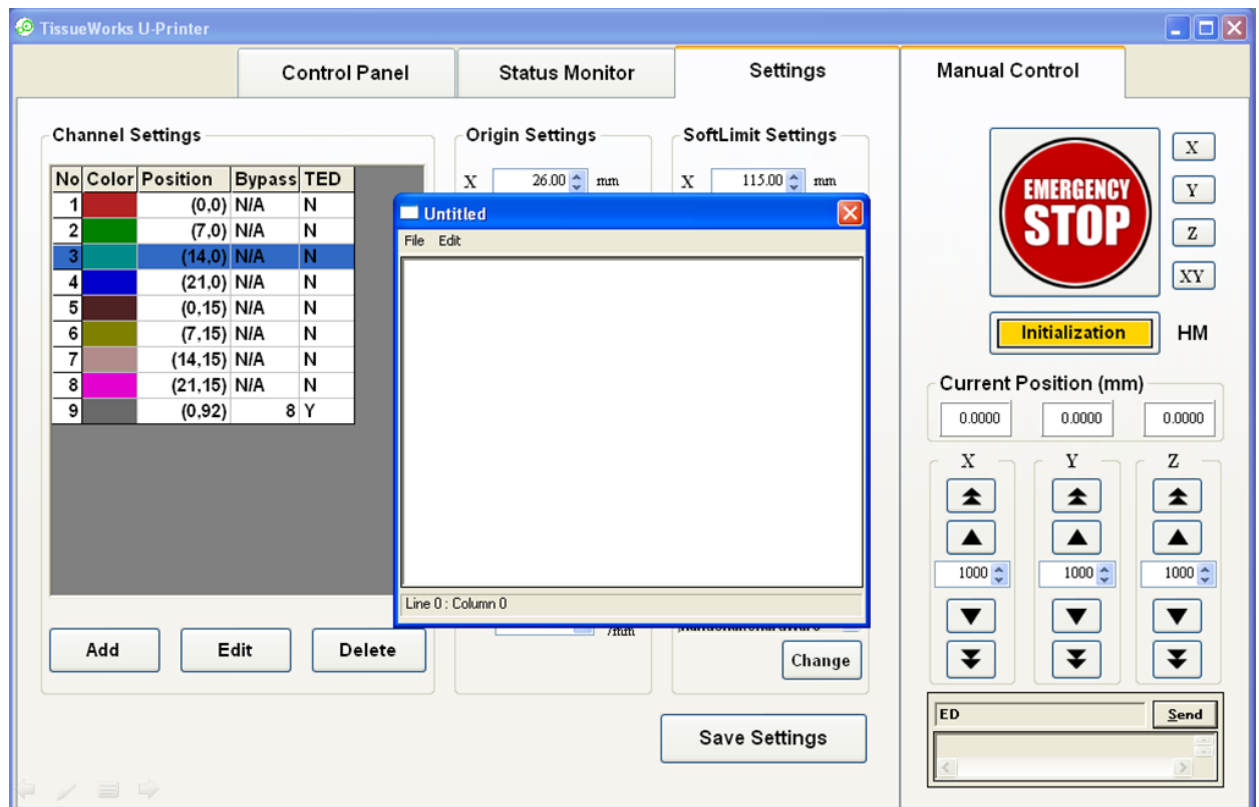 TissueWorks U-Printer
Control Panel
Status Monitor
Settings
Manual Control
Channel Settings
No Color Position Bypass TED
1 (0,0) N/A N
2 (7,0) N/A N
3 (14,0) N/A N
4 (21,0) N/A N
5 (0,15) N/A N
6 (7,15) N/A N
7 (14,15) N/A N
8 (21,15) N/A N
9 (0,92) 8 Y
Add Edit Delete
Origin Settings
X 26.00 mm
/mm
SoftLimit Settings
X 115.00 mm
Change
Save Settings
Untitled
File Edit
Line 0 : Column 0
EMERGENCY
STOP
X
Y
Z
XY
Initialization HM
Current Position (mm)
0.0000 0.0000 0.0000
X Y Z
1000 1000 1000
ED Send